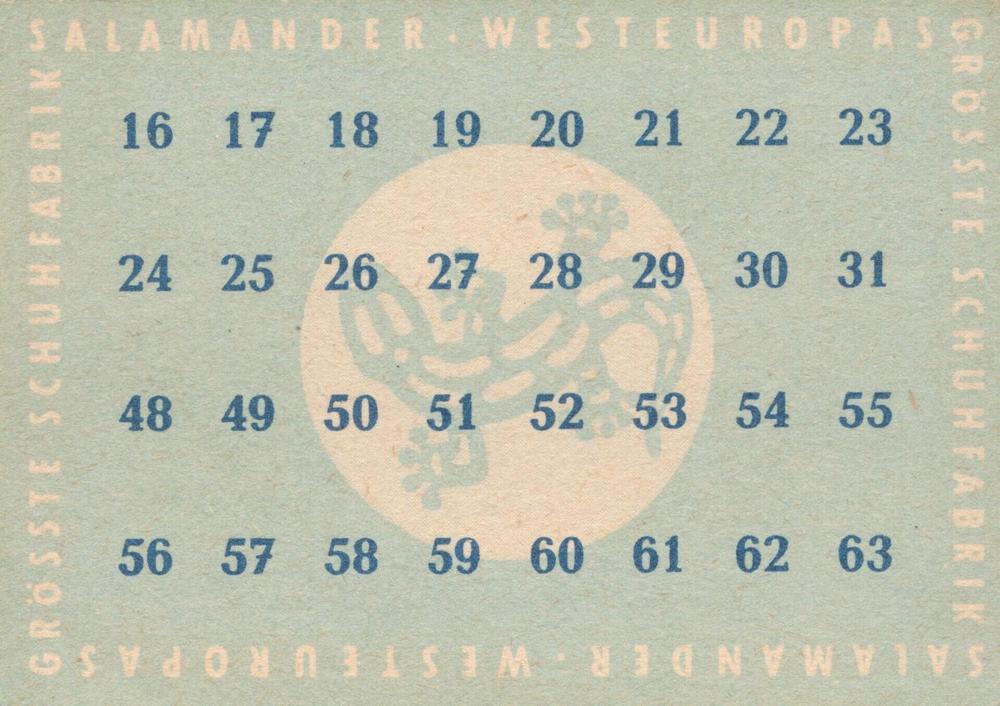 SALAMANDER · WESTEUROPAS
GRÖSSTE SCHUHFABRIK
16 17 18 19 20 21 22 23
24 25 26 27 28 29 30 31
48 49 50 51 52 53 54 55
56 57 58 59 60 61 62 63
SALAMANDER · WESTEUROPAS
GRÖSSTE SCHUHFABRIK